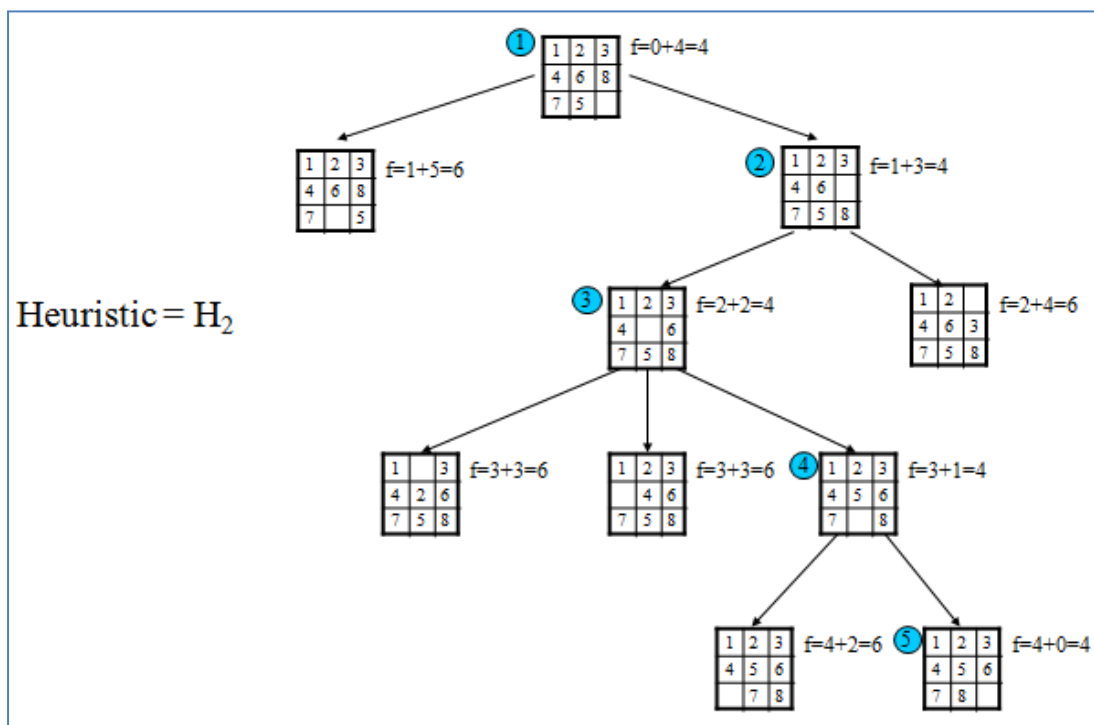 1 f=0+4=4
1 2 3
4 6 8
7 5
1 2 3 f=1+5=6
4 6 8
7 5
2 1 2 3 f=1+3=4
4 6
7 5 8
Heuristic = H₂
3 1 2 3 f=2+2=4
4 6
7 5 8
1 2 f=2+4=6
4 6 3
7 5 8
1 3 f=3+3=6
4 2 6
7 5 8
1 2 3 f=3+3=6
4 6
7 5 8
4 1 2 3 f=3+1=4
4 5 6
7 8
1 2 3 f=4+2=6
4 5 6
7 8
5 1 2 3 f=4+0=4
4 5 6
7 8